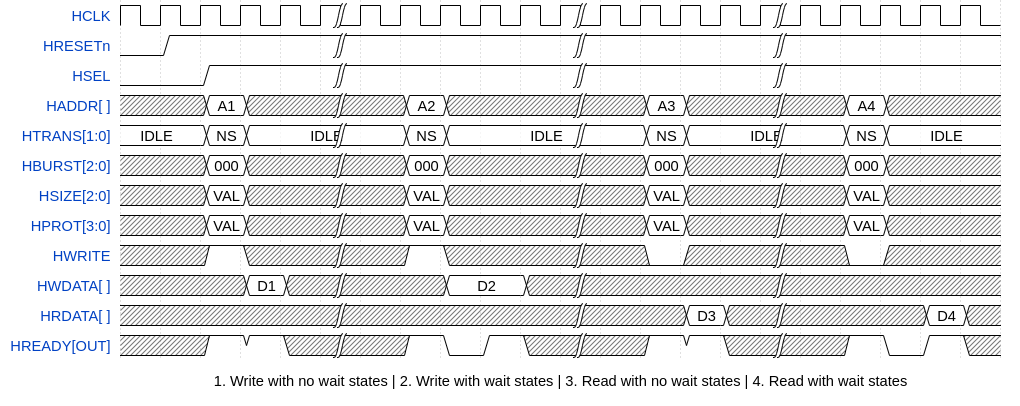 HCLK
HRESETn
HSEL
HADDR[ ] A1 A2 A3 A4
HTRANS[1:0] IDLE NS IDLE NS IDLE NS IDLE NS IDLE
HBURST[2:0] 000 000 000 000
HSIZE[2:0] VAL VAL VAL VAL
HPROT[3:0] VAL VAL VAL VAL
HWRITE
HWDATA[ ] D1 D2
HRDATA[ ] D3 D4
HREADY[OUT]
1. Write with no wait states | 2. Write with wait states | 3. Read with no wait states | 4. Read with wait states